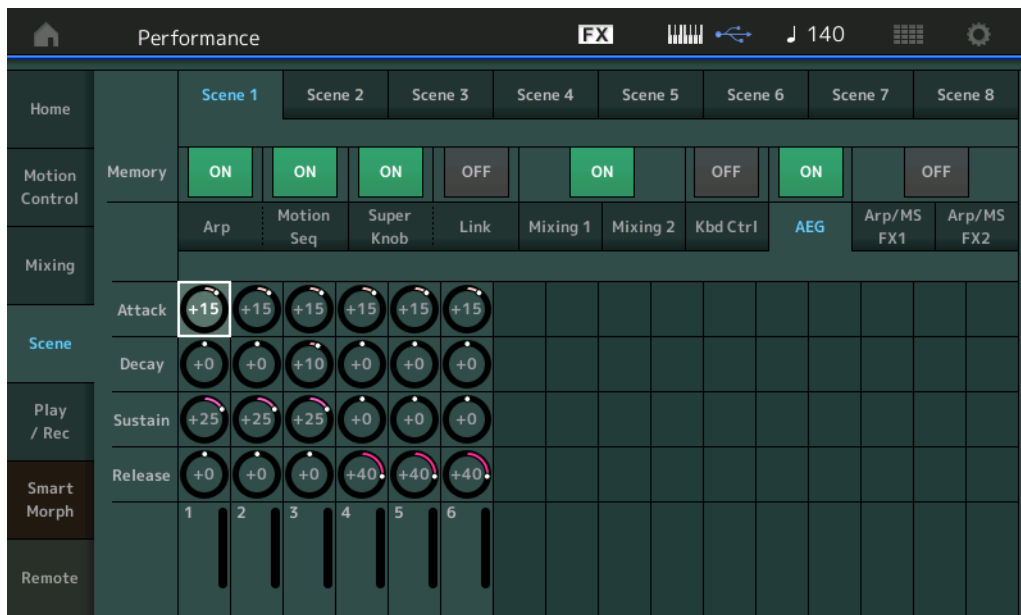 Performance FX 140
Home
Scene 1 Scene 2 Scene 3 Scene 4 Scene 5 Scene 6 Scene 7 Scene 8
Motion
Control
Memory ON ON ON OFF ON OFF ON OFF
Arp Motion
Seq Super
Knob Link Mixing 1 Mixing 2 Kbd Ctrl AEG Arp/MS
FX1 Arp/MS
FX2
Mixing
Attack +15 +15 +15 +15 +15 +15
Scene
Decay +0 +0 +10 +0 +0 +0
Play
/ Rec
Sustain +25 +25 +25 +0 +0 +0
Release +0 +0 +0 +40 +40 +40
Smart
Morph
1 2 3 4 5 6
Remote